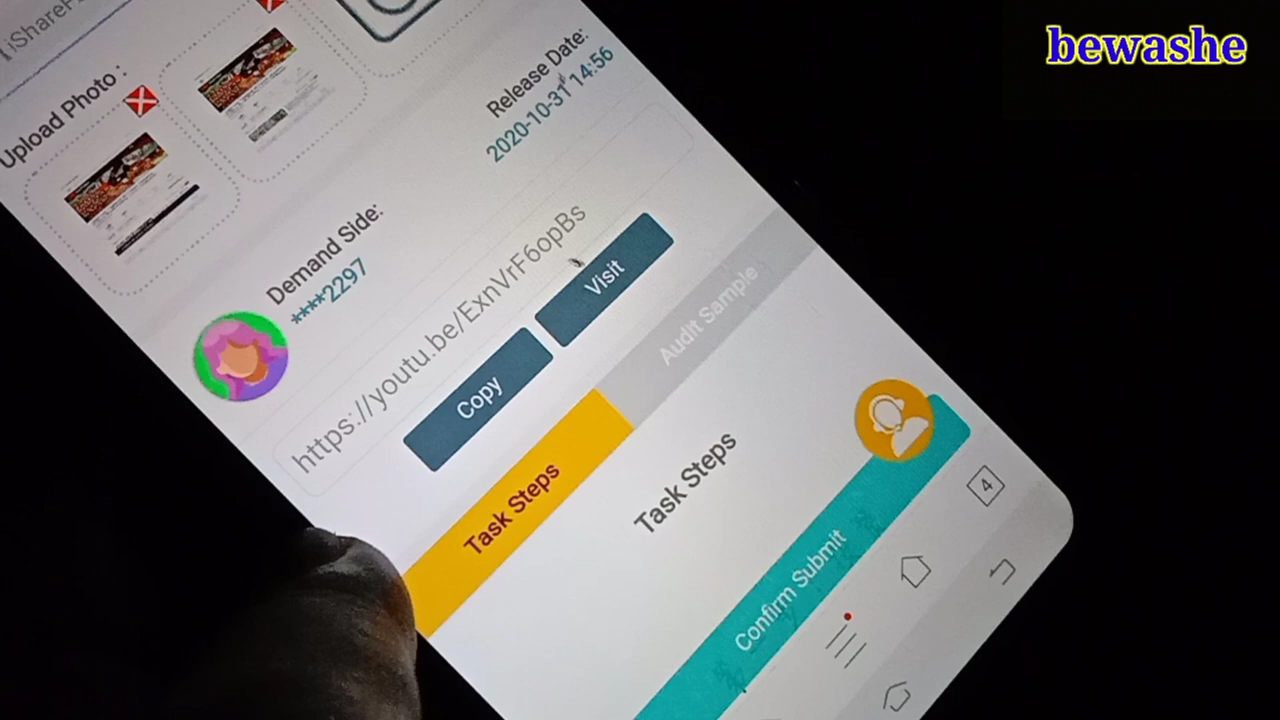 bewashe
Upload Photo :
Release Date:
2020-10-31 14:56
Demand Side:
****2297
https://youtu.be/ExnVrF6opBs
Copy
Visit
Task Steps
Audit Sample
Task Steps
Confirm Submit
4